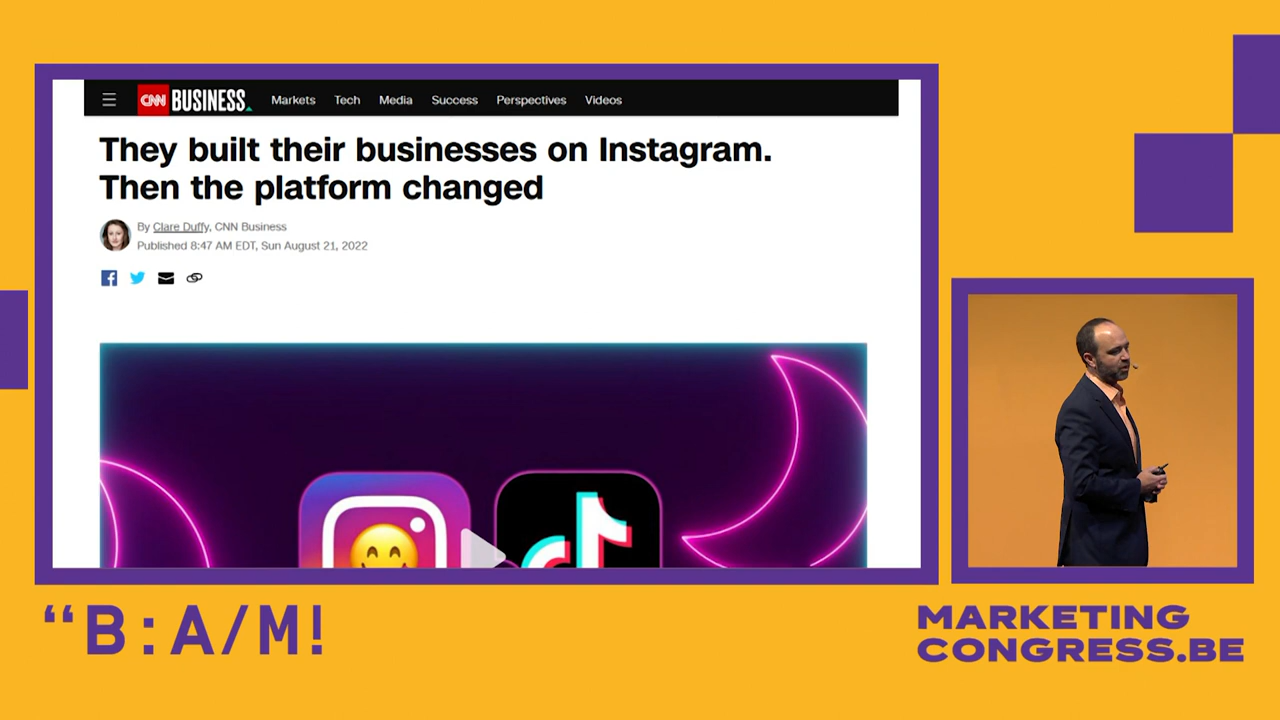 CNN BUSINESS Markets Tech Media Success Perspectives Videos
They built their businesses on Instagram.
Then the platform changed
By Clare Duffy, CNN Business
Published 8:47 AM EDT, Sun August 21, 2022
“B:A/M!
MARKETING
CONGRESS.BE